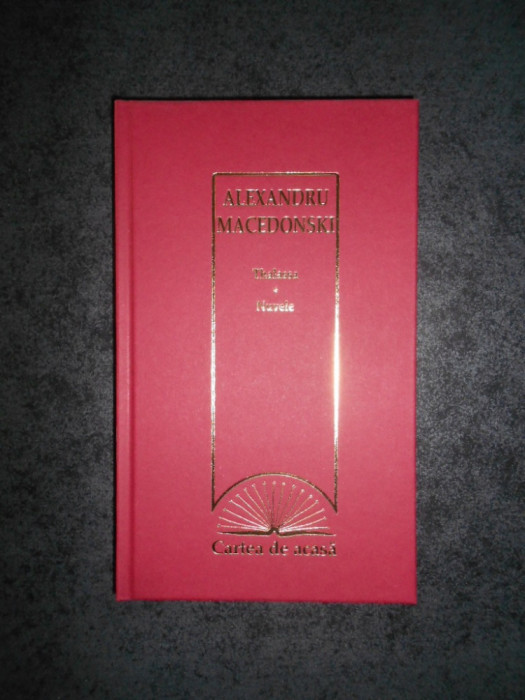 ALEXANDRU
MACEDONSKI
Thalassa
•
Nuvele
Cartea de acasă